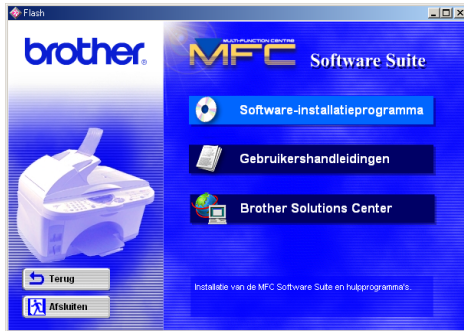 Flash
brother.
MULTI-FUNCTION CENTRE
MFC Software Suite
Software-installatieprogramma
Gebruikershandleidingen
Brother Solutions Center
Terug
Afsluiten
Installatie van de MFC Software Suite en hulpprogramma's.